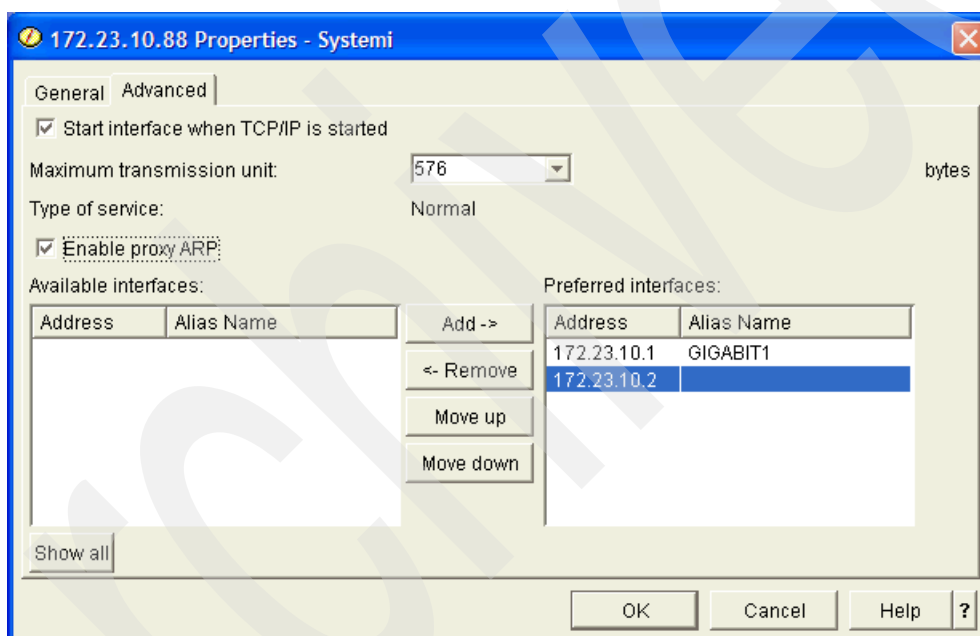 172.23.10.88 Properties - Systemi
General Advanced
Start interface when TCP/IP is started
Maximum transmission unit: 576 bytes
Type of service: Normal
Enable proxy ARP
Available interfaces: Preferred interfaces:
Address Alias Name Add -> Address Alias Name
172.23.10.1 GIGABIT1
<- Remove
172.23.10.2
Move up
Move down
Show all
OK Cancel Help ?